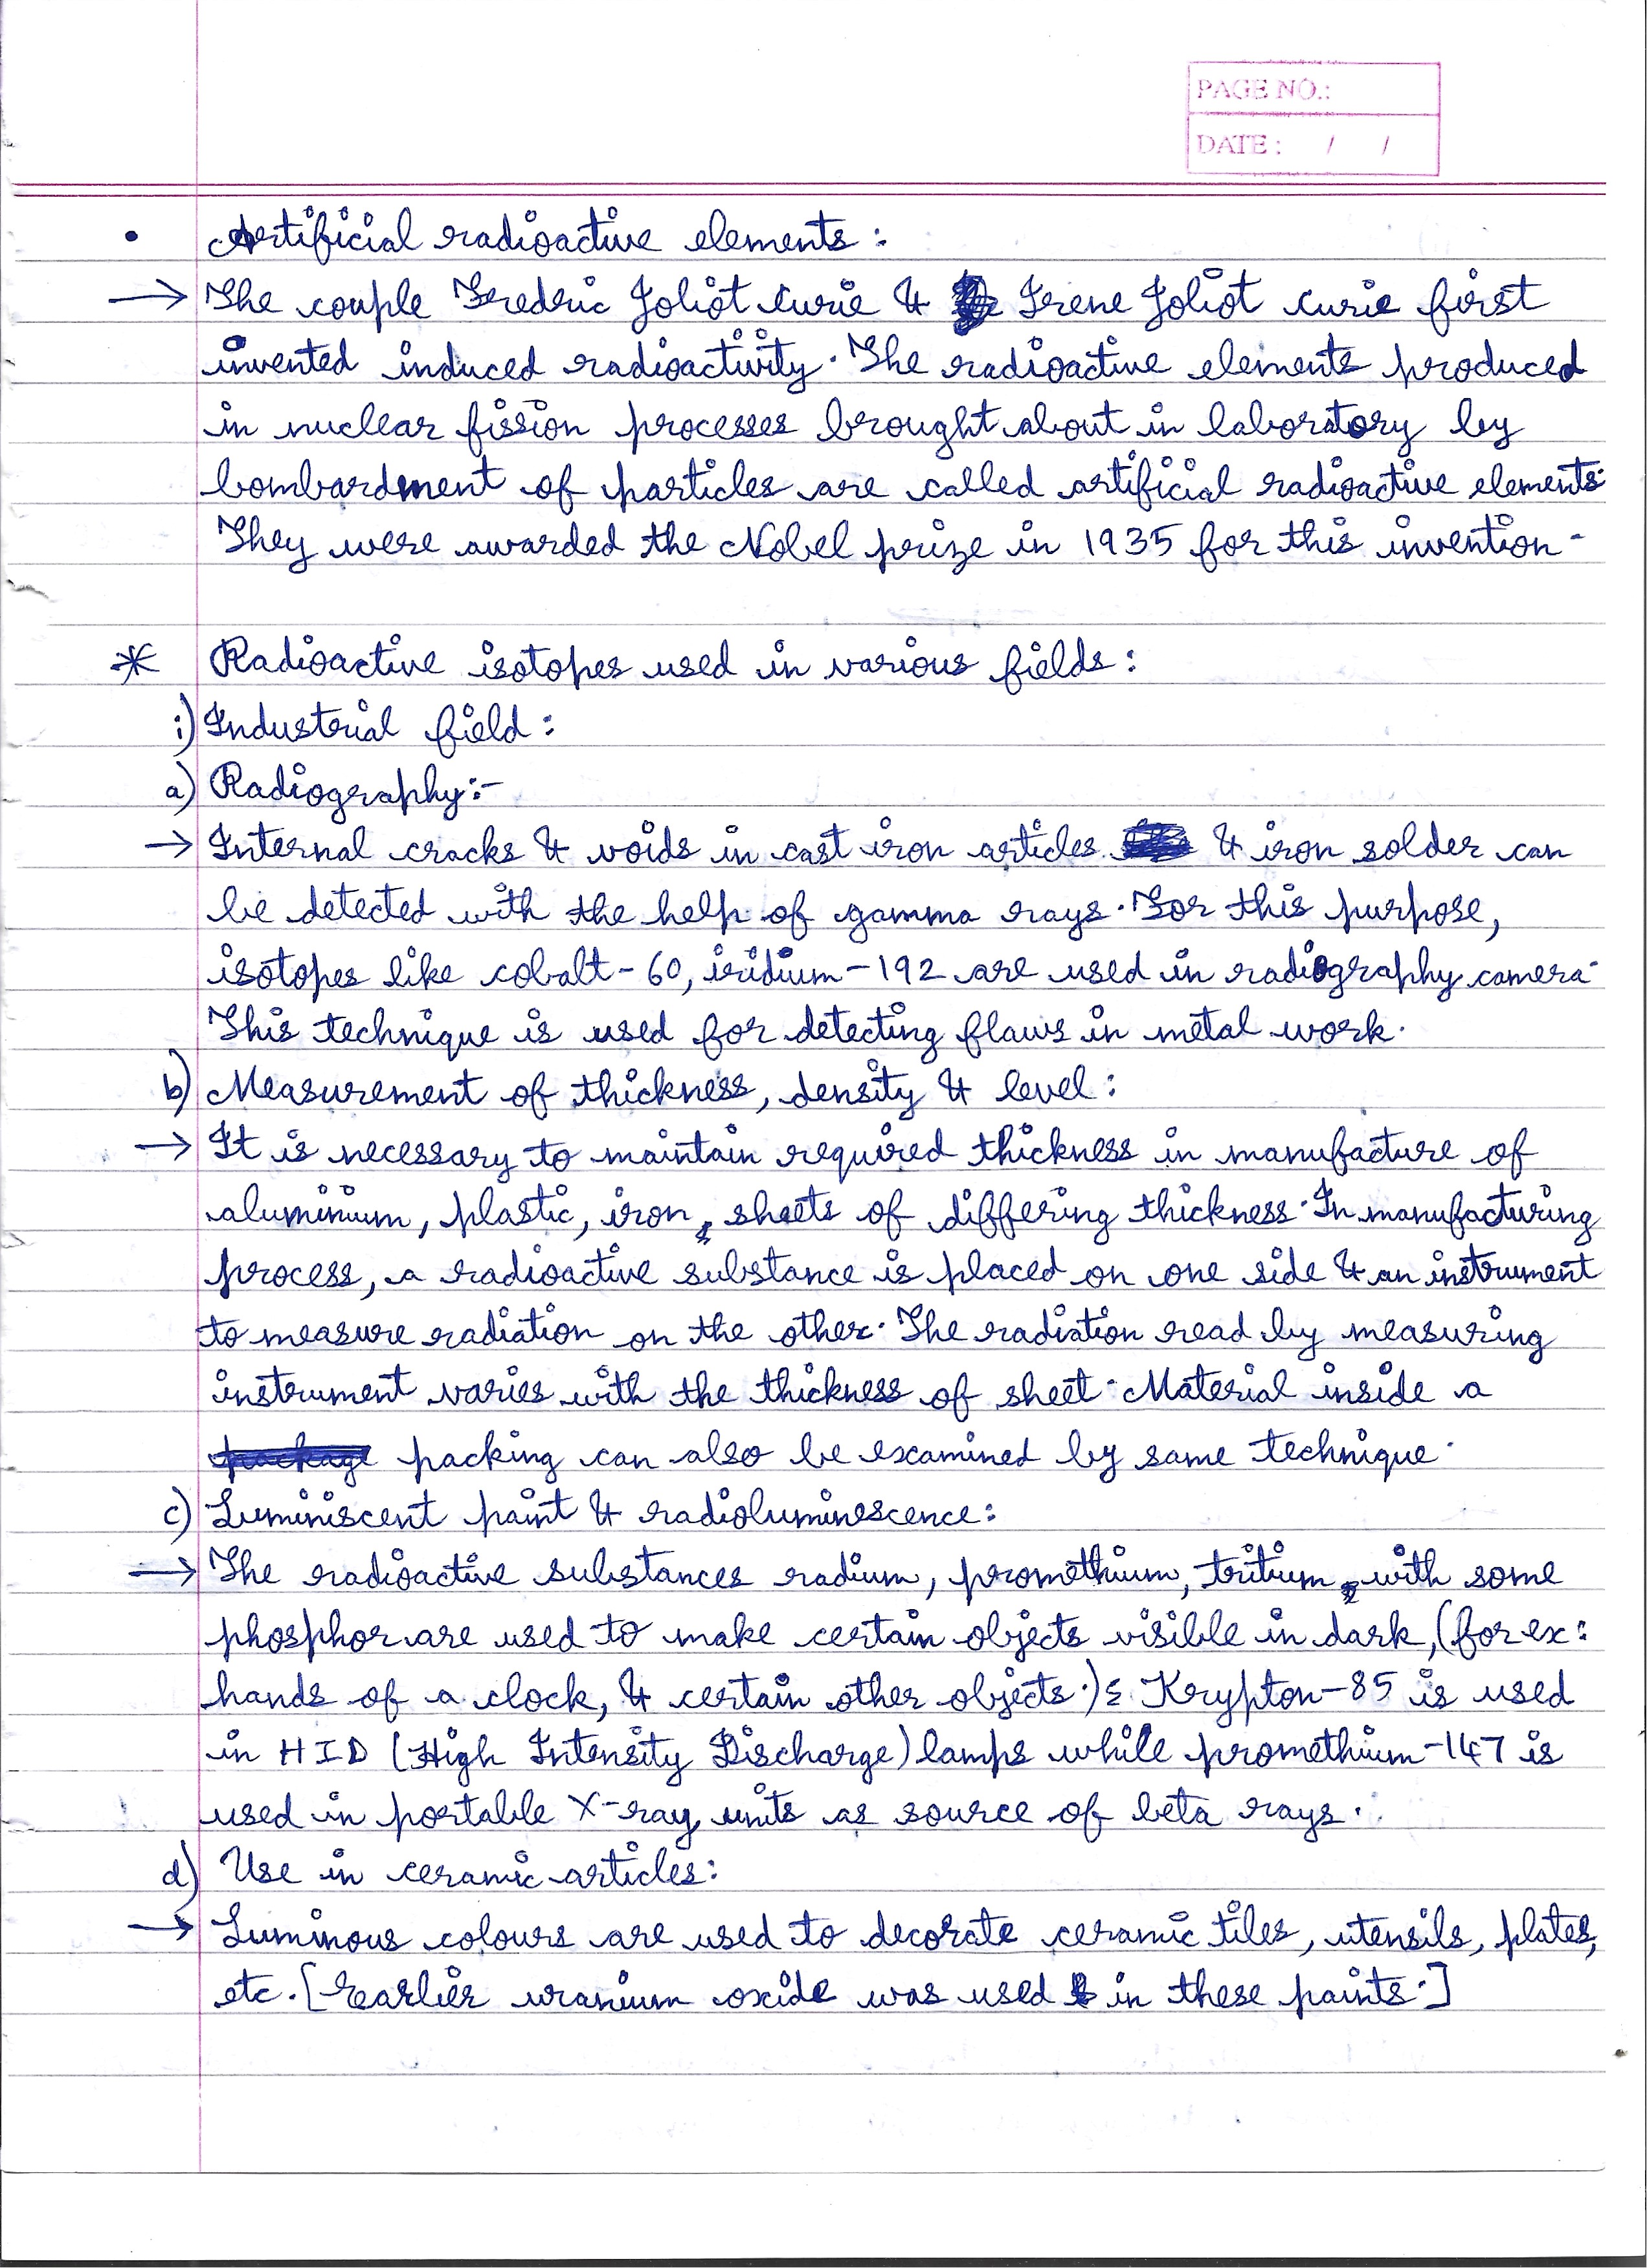 PAGE NO.:
DATE : / /
• Artificial radioactive elements :
→ The couple Frederic Joliot Curie & Irene Joliot Curie first
invented induced radioactivity. The radioactive elements produced
in nuclear fission processes brought about in laboratory by
bombardment of particles are called artificial radioactive elements.
They were awarded the Nobel prize in 1935 for this invention.
* Radioactive isotopes used in various fields :
i) Industrial field :
a) Radiography :-
→ Internal cracks & voids in cast iron articles & iron solder can
be detected with the help of gamma rays. For this purpose,
isotopes like cobalt-60, iridium-192 are used in radiography camera.
This technique is used for detecting flaws in metal work.
b) Measurement of thickness, density & level :
→ It is necessary to maintain required thickness in manufacture of
aluminium, plastic, iron, sheets of differing thickness. In manufacturing
process, a radioactive substance is placed on one side & an instrument
to measure radiation on the other. The radiation read by measuring
instrument varies with the thickness of sheet. Material inside a
package packing can also be examined by same technique.
c) Luminiscent paint & radioluminescence :
→ The radioactive substances radium, promethium, tritium, with some
phosphor are used to make certain objects visible in dark, (for ex :
hands of a clock, & certain other objects.) Krypton-85 is used
in HID (High Intensity Discharge) lamps while promethium-147 is
used in portable X-ray units as source of beta rays.
d) Use in ceramic articles :
→ Luminous colours are used to decorate ceramic tiles, utensils, plates,
etc. [Earlier uranium oxide was used in these paints.]